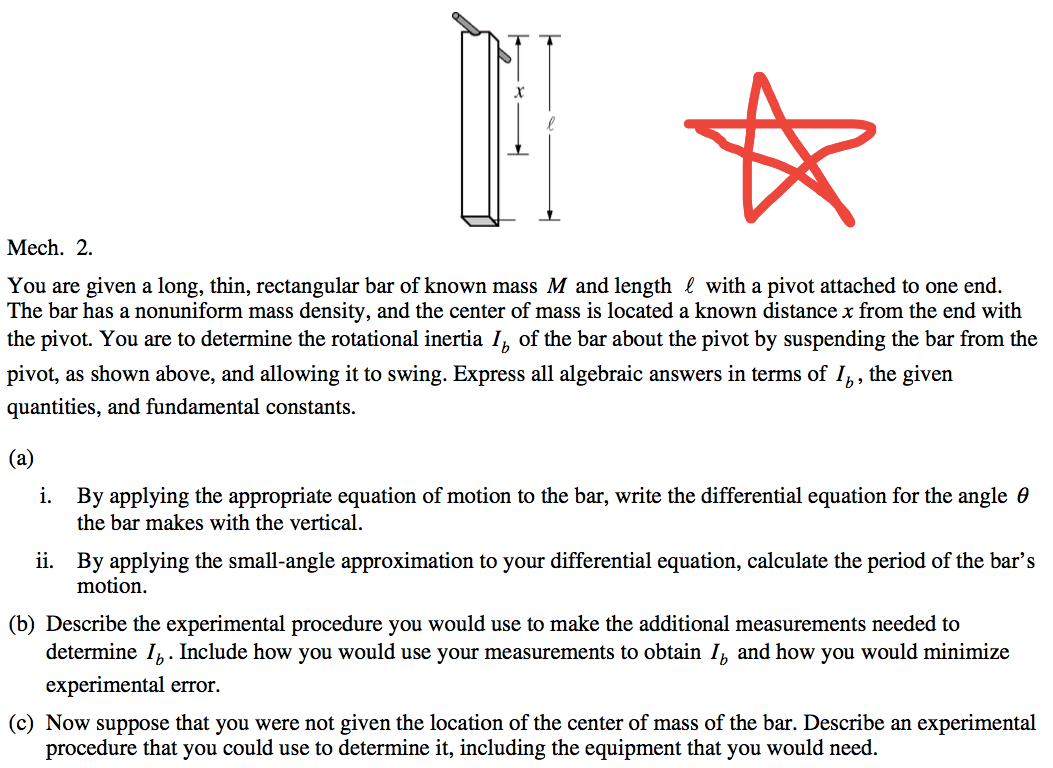 x
ℓ
Mech. 2.
You are given a long, thin, rectangular bar of known mass M and length ℓ with a pivot attached to one end.
The bar has a nonuniform mass density, and the center of mass is located a known distance x from the end with
the pivot. You are to determine the rotational inertia I_b of the bar about the pivot by suspending the bar from the
pivot, as shown above, and allowing it to swing. Express all algebraic answers in terms of I_b, the given
quantities, and fundamental constants.
(a)
i. By applying the appropriate equation of motion to the bar, write the differential equation for the angle θ
the bar makes with the vertical.
ii. By applying the small-angle approximation to your differential equation, calculate the period of the bar's
motion.
(b) Describe the experimental procedure you would use to make the additional measurements needed to
determine I_b. Include how you would use your measurements to obtain I_b and how you would minimize
experimental error.
(c) Now suppose that you were not given the location of the center of mass of the bar. Describe an experimental
procedure that you could use to determine it, including the equipment that you would need.